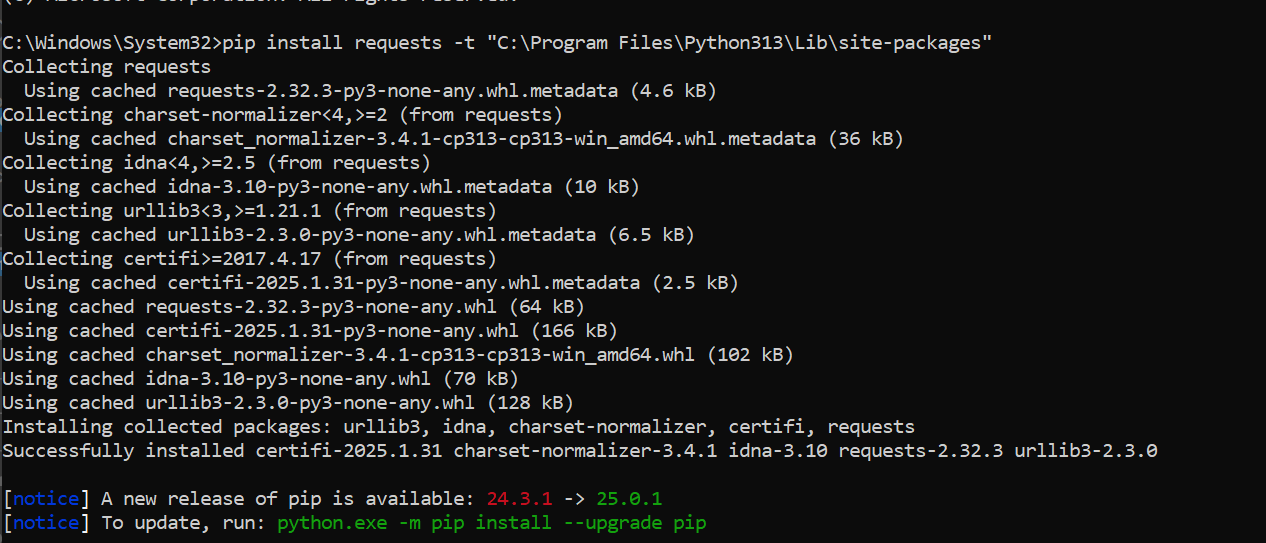 C:\Windows\System32>pip install requests -t "C:\Program Files\Python313\Lib\site-packages"
Collecting requests
  Using cached requests-2.32.3-py3-none-any.whl.metadata (4.6 kB)
Collecting charset-normalizer<4,>=2 (from requests)
  Using cached charset_normalizer-3.4.1-cp313-cp313-win_amd64.whl.metadata (36 kB)
Collecting idna<4,>=2.5 (from requests)
  Using cached idna-3.10-py3-none-any.whl.metadata (10 kB)
Collecting urllib3<3,>=1.21.1 (from requests)
  Using cached urllib3-2.3.0-py3-none-any.whl.metadata (6.5 kB)
Collecting certifi>=2017.4.17 (from requests)
  Using cached certifi-2025.1.31-py3-none-any.whl.metadata (2.5 kB)
Using cached requests-2.32.3-py3-none-any.whl (64 kB)
Using cached certifi-2025.1.31-py3-none-any.whl (166 kB)
Using cached charset_normalizer-3.4.1-cp313-cp313-win_amd64.whl (102 kB)
Using cached idna-3.10-py3-none-any.whl (70 kB)
Using cached urllib3-2.3.0-py3-none-any.whl (128 kB)
Installing collected packages: urllib3, idna, charset-normalizer, certifi, requests
Successfully installed certifi-2025.1.31 charset-normalizer-3.4.1 idna-3.10 requests-2.32.3 urllib3-2.3.0
[notice] A new release of pip is available: 24.3.1 -> 25.0.1
[notice] To update, run: python.exe -m pip install --upgrade pip